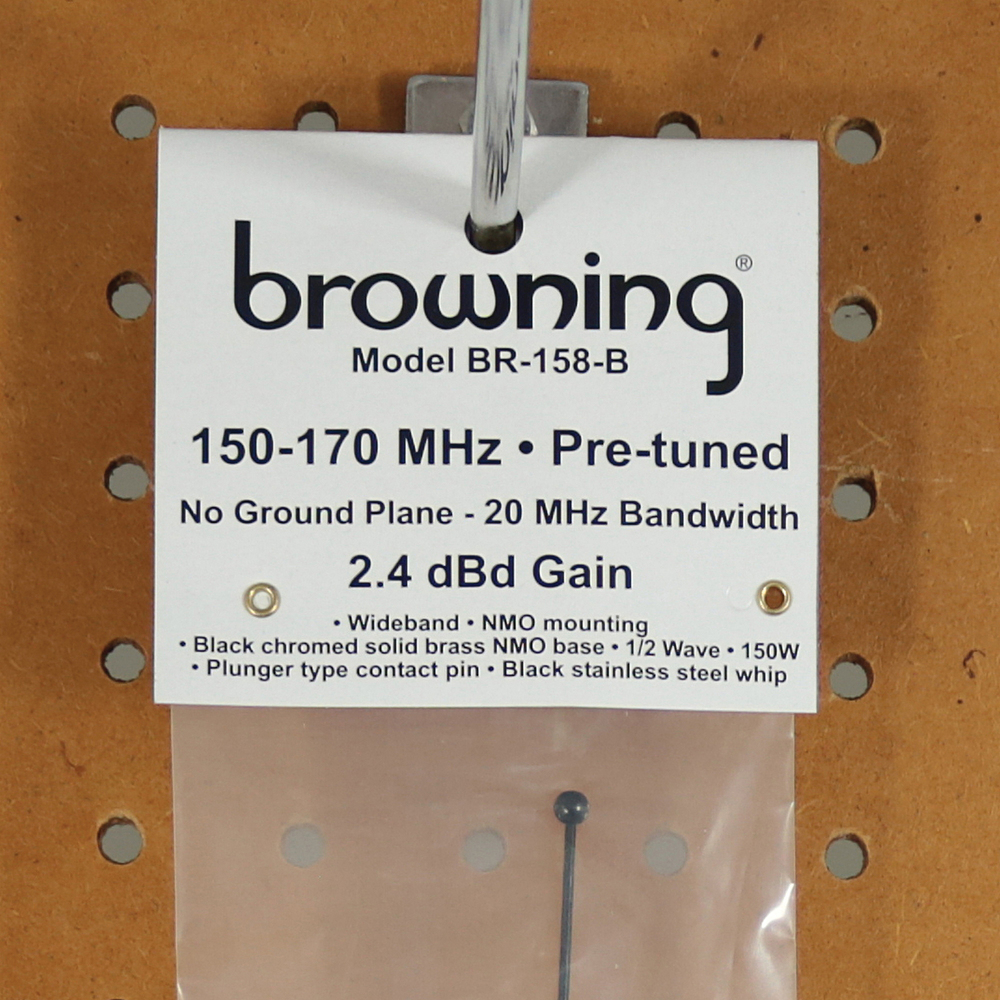 browning®
Model BR-158-B
150-170 MHz • Pre-tuned
No Ground Plane - 20 MHz Bandwidth
2.4 dBd Gain
• Wideband • NMO mounting
• Black chromed solid brass NMO base • 1/2 Wave • 150W
• Plunger type contact pin • Black stainless steel whip